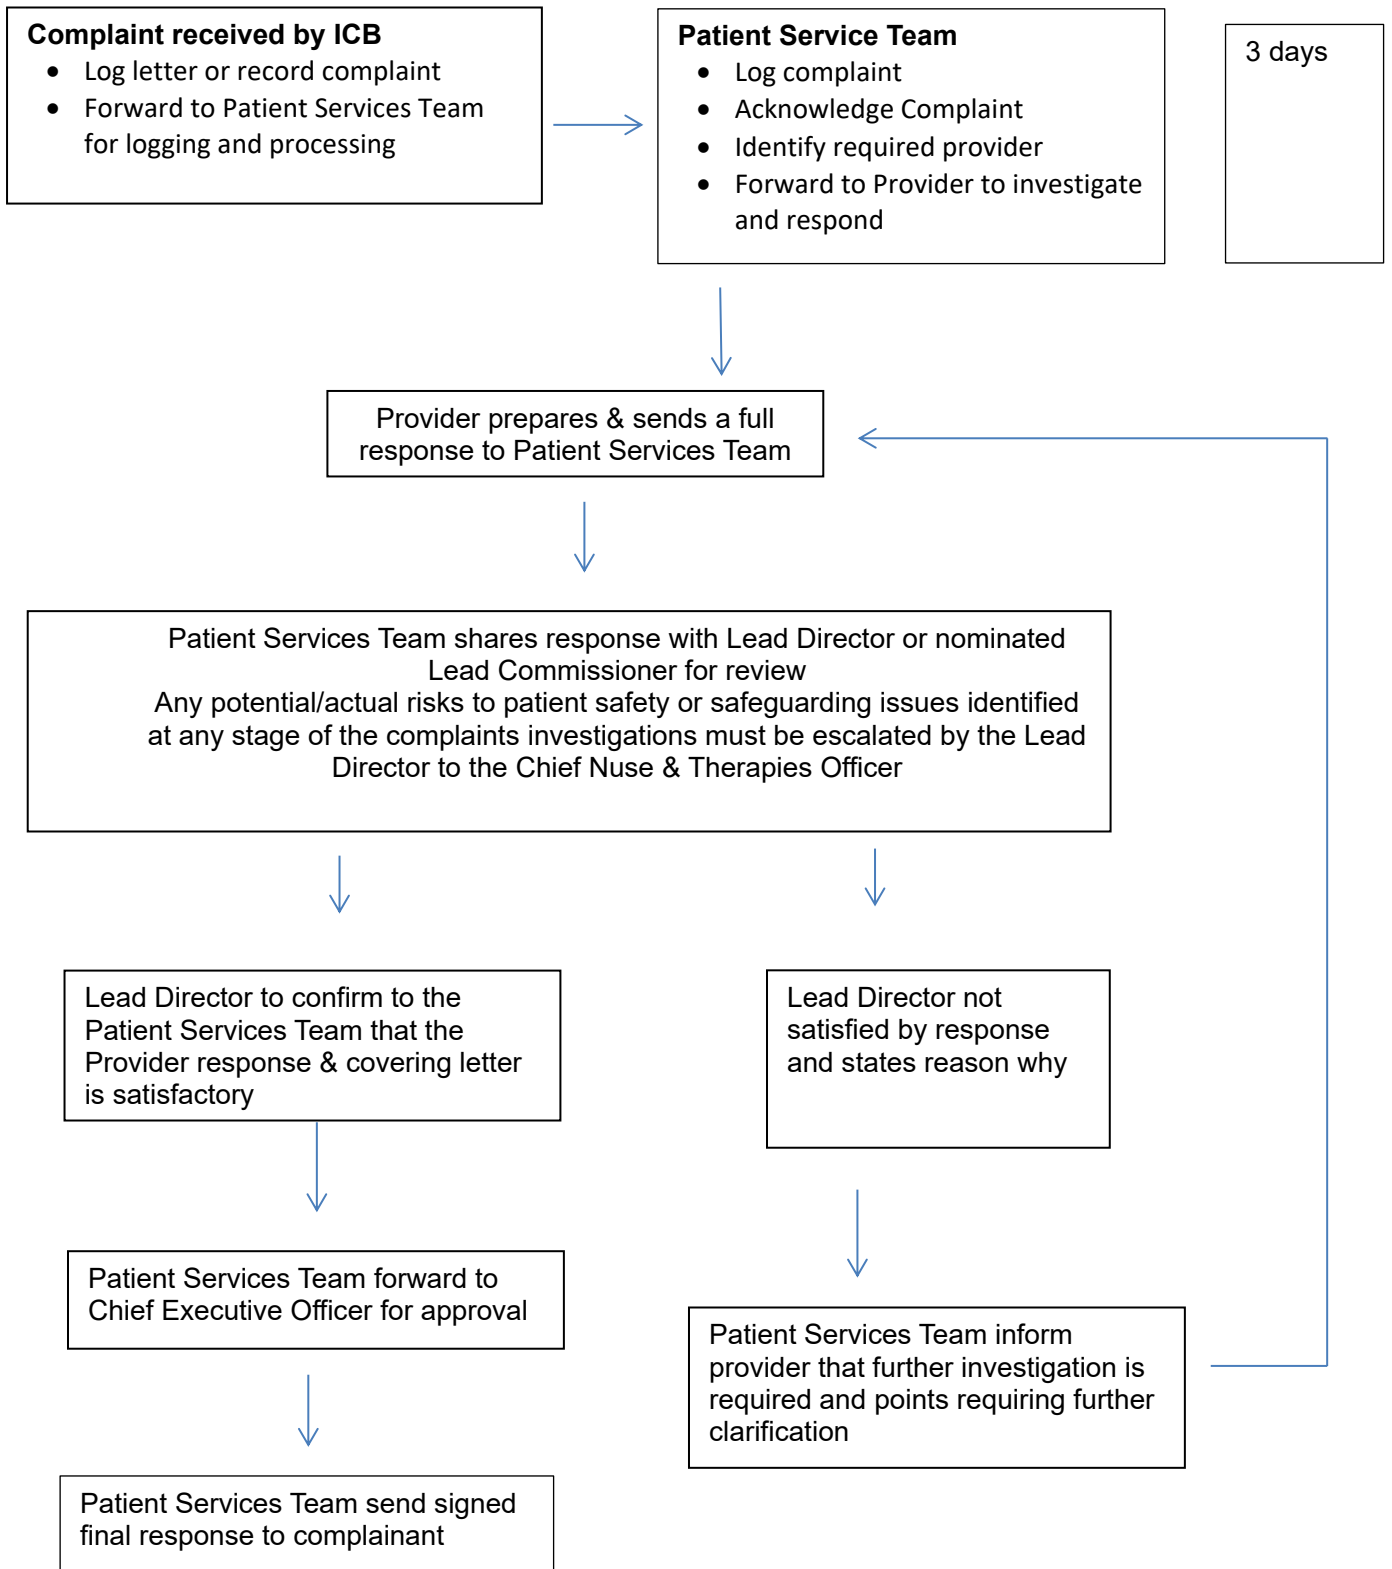 Complaint received by ICB
• Log letter or record complaint
• Forward to Patient Services Team
for logging and processing
Patient Service Team
• Log complaint
• Acknowledge Complaint
• Identify required provider
• Forward to Provider to investigate
and respond
3 days
Provider prepares & sends a full
response to Patient Services Team
Patient Services Team shares response with Lead Director or nominated
Lead Commissioner for review
Any potential/actual risks to patient safety or safeguarding issues identified
at any stage of the complaints investigations must be escalated by the Lead
Director to the Chief Nuse & Therapies Officer
Lead Director to confirm to the
Patient Services Team that the
Provider response & covering letter
is satisfactory
Lead Director not
satisfied by response
and states reason why
Patient Services Team forward to
Chief Executive Officer for approval
Patient Services Team inform
provider that further investigation is
required and points requiring further
clarification
Patient Services Team send signed
final response to complainant